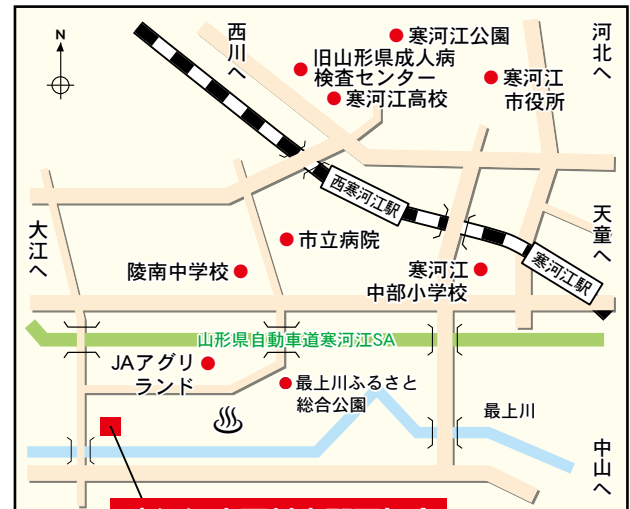 N
西川へ
寒河江公園
旧山形県成人病
検査センター
寒河江高校
寒河江
市役所
河北へ
西寒河江駅
大江へ
市立病院
陵南中学校
寒河江
中部小学校
寒河江駅
天童へ
山形県自動車道寒河江SA
JAアグリ
ランド
最上川ふるさと
総合公園
最上川
中山へ